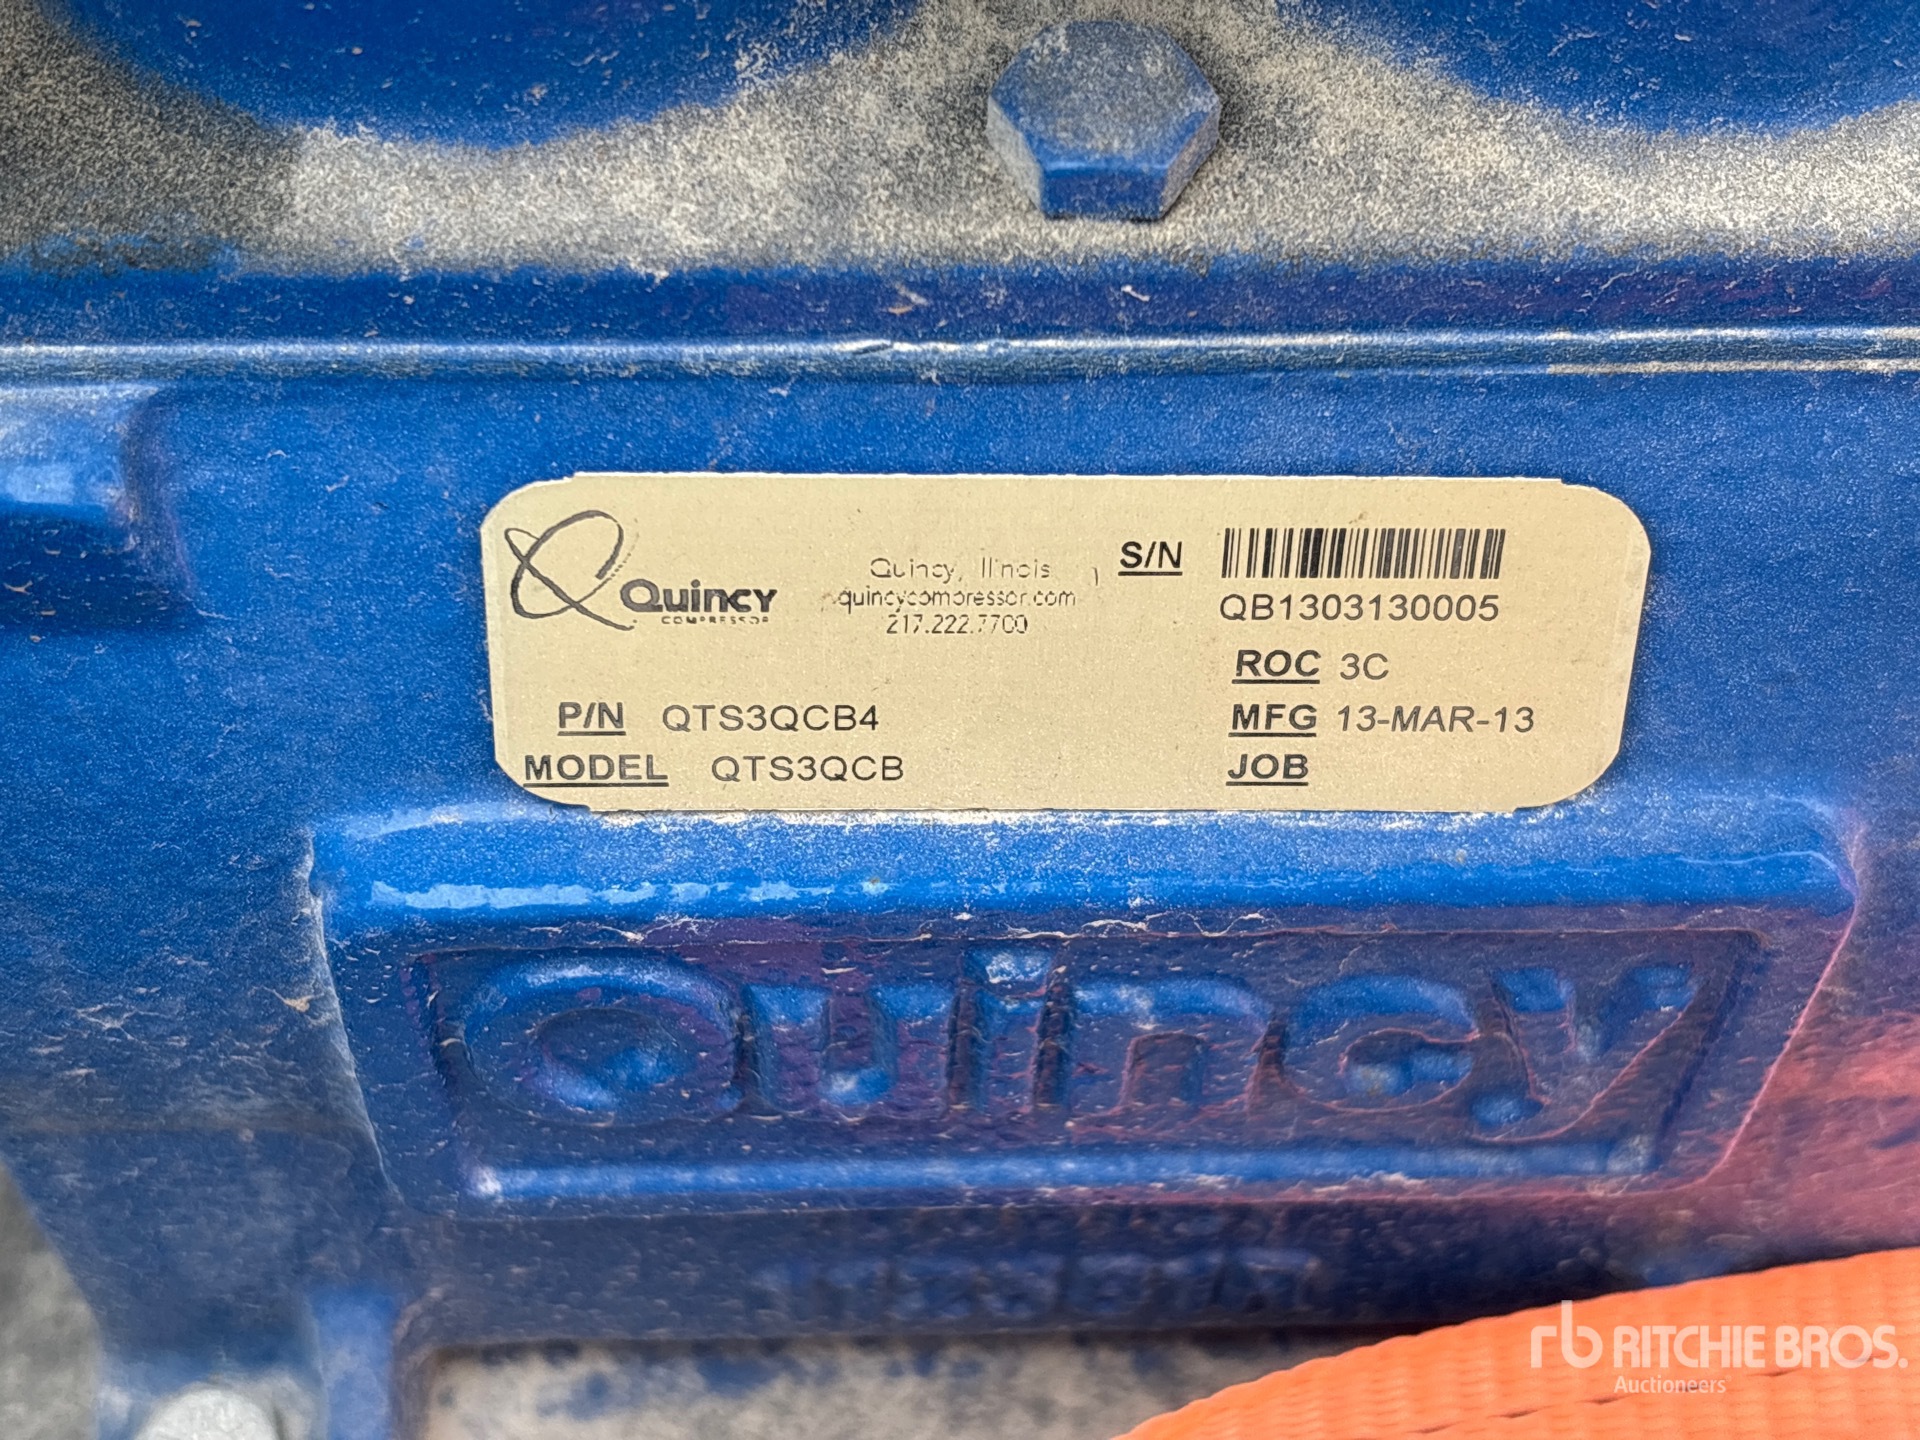 Quincy
COMPRESSOR
Quincy, Illinois
quincycompressor.com
217.222.7700
S/N
QB1303130005
ROC 3C
P/N QTS3QCB4
MFG 13-MAR-13
MODEL QTS3QCB
JOB
Quincy
rb RITCHIE BROS.
Auctioneers